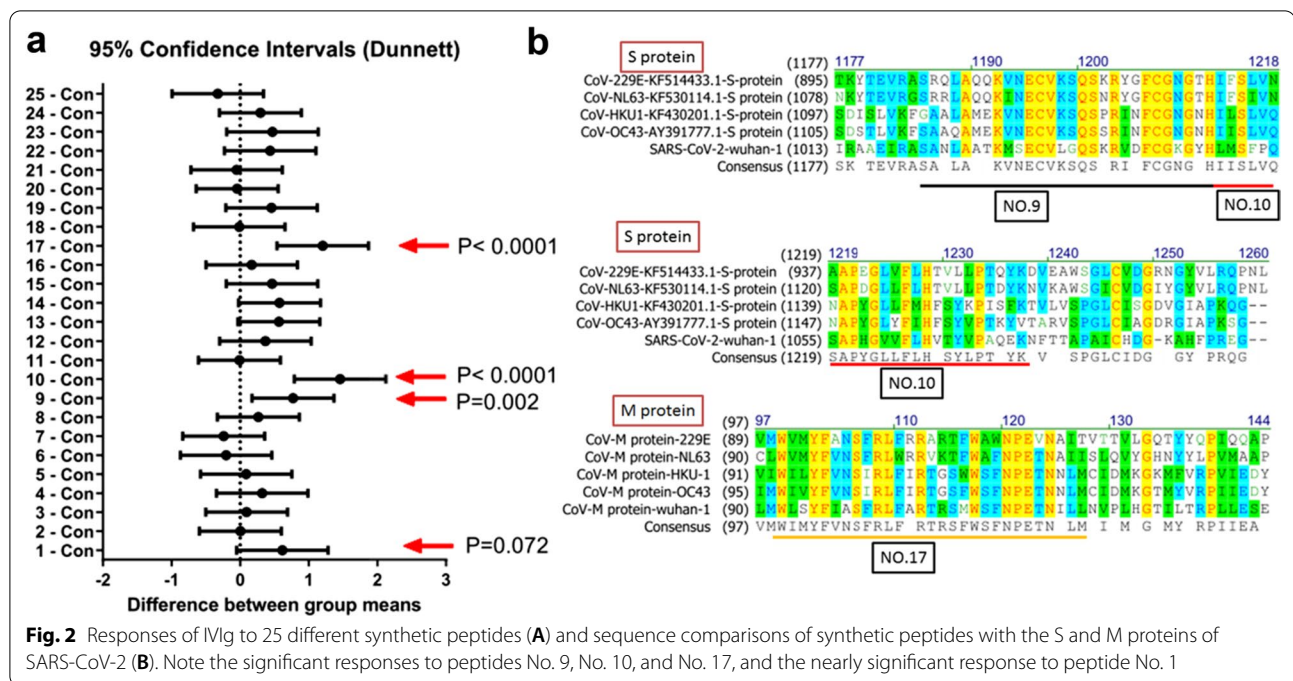 a
95% Confidence Intervals (Dunnett)
25 - Con
24 - Con
23 - Con
22 - Con
21 - Con
20 - Con
19 - Con
18 - Con
17 - Con
16 - Con
15 - Con
14 - Con
13 - Con
12 - Con
11 - Con
10 - Con
9 - Con
8 - Con
7 - Con
6 - Con
5 - Con
4 - Con
3 - Con
2 - Con
1 - Con
P< 0.0001
P< 0.0001
P=0.002
P=0.072
-2 -1 0 1 2 3
Difference between group means
b
S protein
(1177) 1177 1190 1200 1218
CoV-229E-KF514433.1-S-protein (895) TKYTEVRASRQLAQQKVNECVKSQSKRYGFCGNGTHIFSLVN
CoV-NL63-KF530114.1-S protein (1078) NKYTEVRGSRRLAQQKINECVKSQSNRYGFCGNGTHIFSIVN
CoV-HKU1-KF430201.1-S protein (1097) SDISLVKFGAALAMEKVNECVKSQSPRINFCGNGNHILSLVQ
CoV-OC43-AY391777.1-S protein (1105) SDSTLVKFSAAQAMEKVNECVKSQSSRINFCGNGNHIISLVQ
SARS-CoV-2-wuhan-1 (1013) IRAAEIRASANLAATKMSECVLGQSKRVDFCGKGYHLMSFPQ
Consensus (1177) SK TEVRASA LA KVNECVKSQS RI FCGNGNHIISLVQ
NO.9
NO.10
S protein
(1219) 1219 1230 1240 1250 1260
CoV-229E-KF514433.1-S-protein (937) AAPEGLVFLHTVLLPTQYKDVEAWSGLCVDGRNGYVLRQPNL
CoV-NL63-KF530114.1-S protein (1120) SAPDGLLFLHTVLLPTDYKNVKAWSGICVDGIYGYVLRQPNL
CoV-HKU1-KF430201.1-S protein (1139) NAPYGLLFMHFSYKPISFKTVLVSPGLCISGDVGIAPKQG--
CoV-OC43-AY391777.1-S protein (1147) NAPYGLYFIHFSYVPTKYVTARVSPGLCIAGDRGIAPKSG--
SARS-CoV-2-wuhan-1 (1055) SAPHGVVFLHVTYVPAQEKNFTTAPAICHDG-KAHFPREG--
Consensus (1219) SAPYGLLFLH SYLPT YK V SPGLCIDG GY PRQG
NO.10
M protein
(97) 97 110 120 130 144
CoV-M protein-229E (89) VMWVMYFANSFRLFRRARTFWAWNPEVNAITVTTVLGQTYYQPIQQAP
CoV-M protein-NL63 (90) CLWVMYFVNSFRLWRRVKTFWAFNPETNAIISLQVYGHNYYLPVMAAP
CoV-M protein-HKU-1 (91) VIWILYFVNSIRLFIRTGSWWSFNPETNNLMCIDMKGKMFVRPVIEDY
CoV-M protein-OC43 (95) IMWIVYFVNSIRLFIRTGSFWSFNPETNNLMCIDMKGTMYVRPIIEDY
CoV-M protein-wuhan-1 (90) LMWLSYFIASFRLFARTRSMWSFNPETNILLNVPLHGTILTRPLLESE
Consensus (97) VMWIMYFVNSFRLF RTRSFWSFNPETN LM I M G MY RPIIEA
NO.17
Fig. 2 Responses of IVIg to 25 different synthetic peptides (A) and sequence comparisons of synthetic peptides with the S and M proteins of
SARS-CoV-2 (B). Note the significant responses to peptides No. 9, No. 10, and No. 17, and the nearly significant response to peptide No. 1